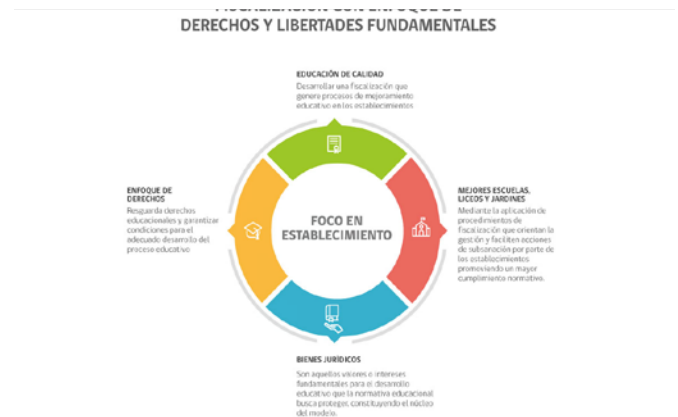 FISCALIZACIÓN CON ENFOQUE DE
DERECHOS Y LIBERTADES FUNDAMENTALES
EDUCACIÓN DE CALIDAD
Desarrollar una fiscalización que
genere procesos de mejoramiento
educativo en los establecimientos
ENFOQUE DE
DERECHOS
Resguarda derechos
educacionales y garantizar
condiciones para el
adecuado desarrollo del
proceso educativo
FOCO EN
ESTABLECIMIENTO
MEJORES ESCUELAS,
LICEOS Y JARDINES
Mediante la aplicación de
procedimientos de
fiscalización que orientan la
gestión y faciliten acciones
de subsanación por parte de
los establecimientos
promoviendo un mayor
cumplimiento normativo.
BIENES JURÍDICOS
Son aquellos valores o intereses
fundamentales para el desarrollo
educativo que la normativa educacional
busca proteger, constituyendo el núcleo
del modelo.